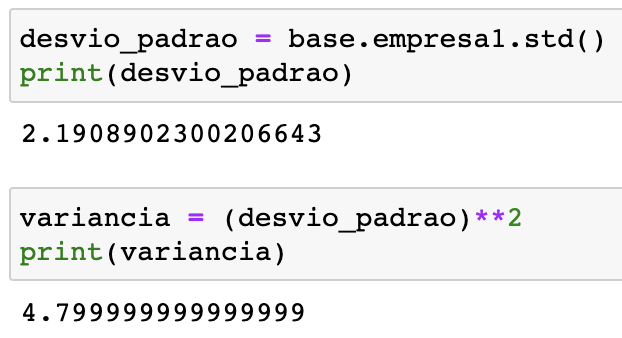 desvio_padrao = base.empresa1.std()
print(desvio_padrao)
2.1908902300206643
variancia = (desvio_padrao)**2
print(variancia)
4.799999999999999